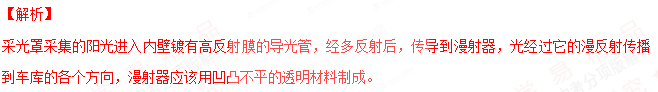 【解析】
采光罩采集的阳光进入内壁镀有高反射膜的导光管，经多反射后，传导到漫射器，光经过它的漫反射传播
到车库的各个方向，漫射器应该用凹凸不平的透明材料制成。